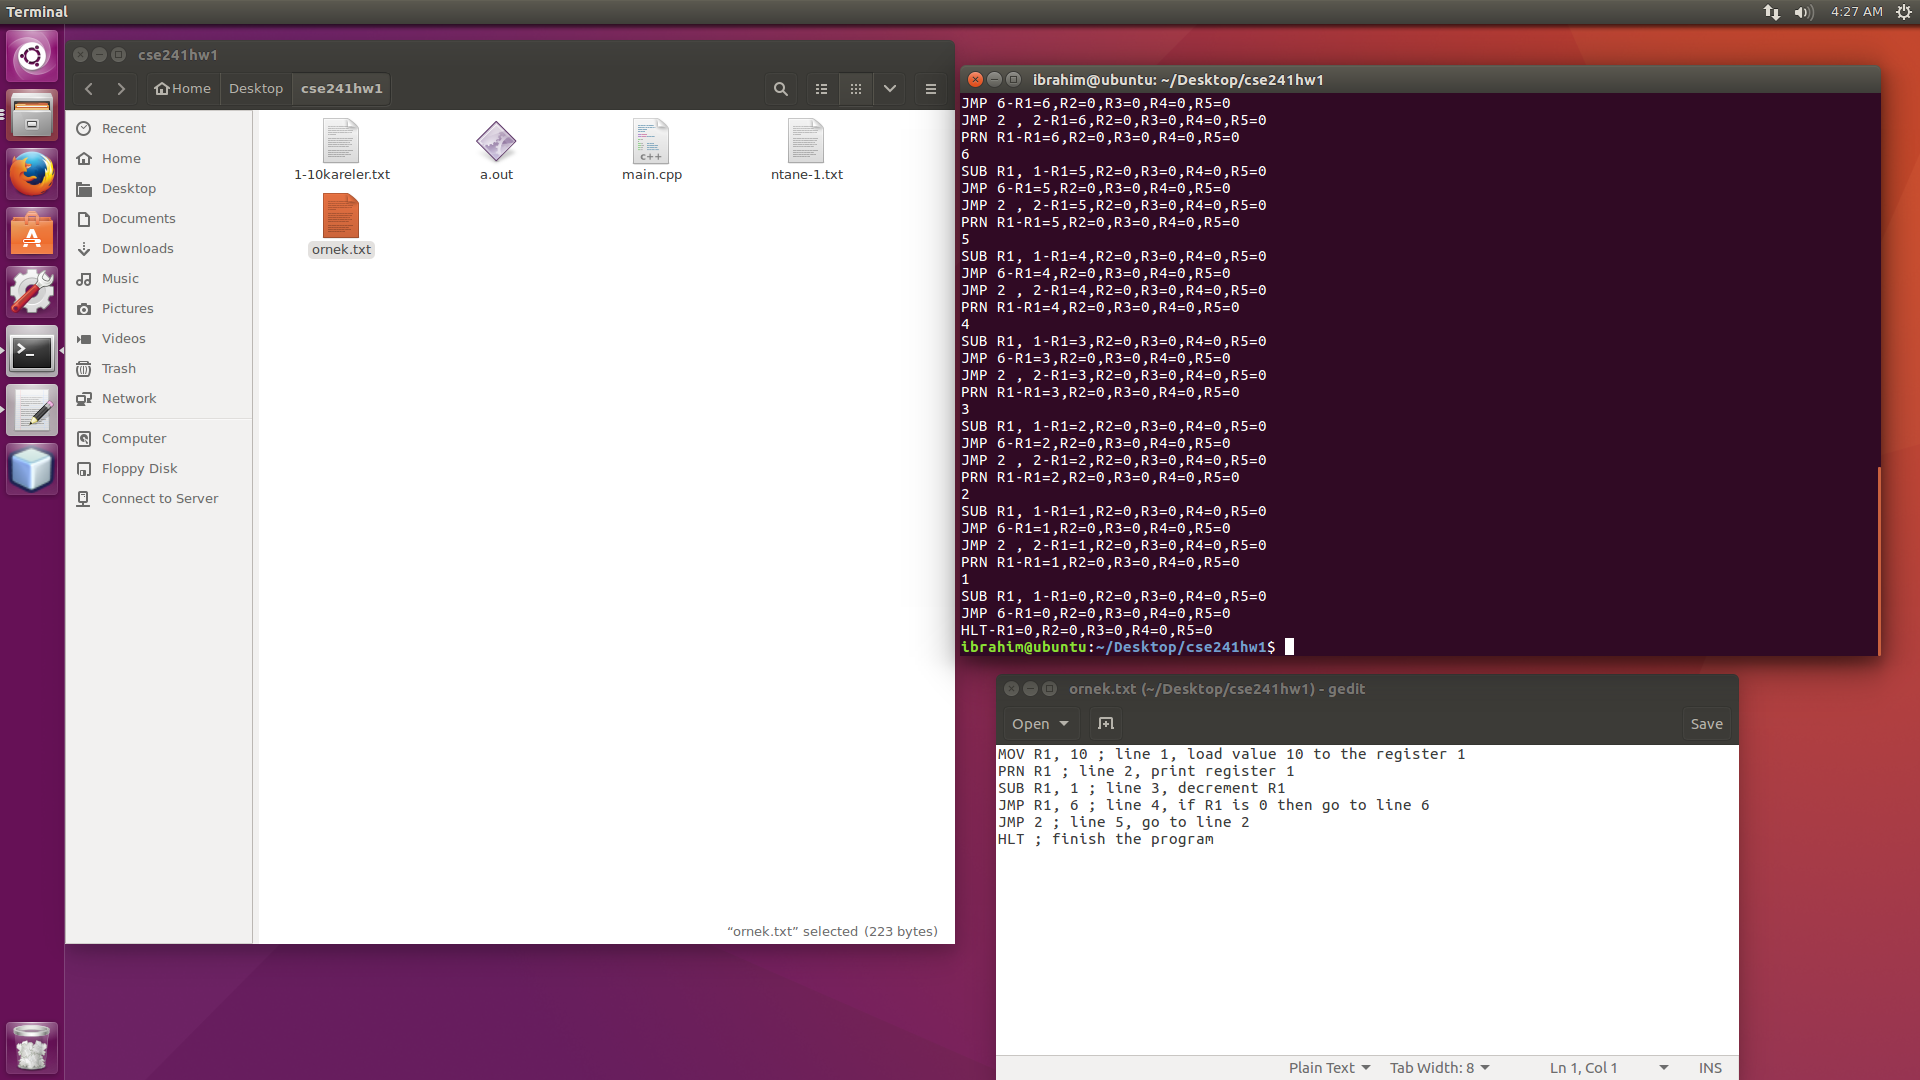 Terminal
4:27 AM
cse241hw1
Home
Desktop
cse241hw1
Recent
Home
Desktop
Documents
Downloads
Music
Pictures
Videos
Trash
Network
Computer
Floppy Disk
Connect to Server
1-10kareler.txt
a.out
c++
main.cpp
ntane-1.txt
ornek.txt
“ornek.txt” selected (223 bytes)
ibrahim@ubuntu: ~/Desktop/cse241hw1
JMP 6-R1=6,R2=0,R3=0,R4=0,R5=0
JMP 2 , 2-R1=6,R2=0,R3=0,R4=0,R5=0
PRN R1-R1=6,R2=0,R3=0,R4=0,R5=0
6
SUB R1, 1-R1=5,R2=0,R3=0,R4=0,R5=0
JMP 6-R1=5,R2=0,R3=0,R4=0,R5=0
JMP 2 , 2-R1=5,R2=0,R3=0,R4=0,R5=0
PRN R1-R1=5,R2=0,R3=0,R4=0,R5=0
5
SUB R1, 1-R1=4,R2=0,R3=0,R4=0,R5=0
JMP 6-R1=4,R2=0,R3=0,R4=0,R5=0
JMP 2 , 2-R1=4,R2=0,R3=0,R4=0,R5=0
PRN R1-R1=4,R2=0,R3=0,R4=0,R5=0
4
SUB R1, 1-R1=3,R2=0,R3=0,R4=0,R5=0
JMP 6-R1=3,R2=0,R3=0,R4=0,R5=0
JMP 2 , 2-R1=3,R2=0,R3=0,R4=0,R5=0
PRN R1-R1=3,R2=0,R3=0,R4=0,R5=0
3
SUB R1, 1-R1=2,R2=0,R3=0,R4=0,R5=0
JMP 6-R1=2,R2=0,R3=0,R4=0,R5=0
JMP 2 , 2-R1=2,R2=0,R3=0,R4=0,R5=0
PRN R1-R1=2,R2=0,R3=0,R4=0,R5=0
2
SUB R1, 1-R1=1,R2=0,R3=0,R4=0,R5=0
JMP 6-R1=1,R2=0,R3=0,R4=0,R5=0
JMP 2 , 2-R1=1,R2=0,R3=0,R4=0,R5=0
PRN R1-R1=1,R2=0,R3=0,R4=0,R5=0
1
SUB R1, 1-R1=0,R2=0,R3=0,R4=0,R5=0
JMP 6-R1=0,R2=0,R3=0,R4=0,R5=0
HLT-R1=0,R2=0,R3=0,R4=0,R5=0
ibrahim@ubuntu:~/Desktop/cse241hw1$
ornek.txt (~/Desktop/cse241hw1) - gedit
Open
Save
MOV R1, 10 ; line 1, load value 10 to the register 1
PRN R1 ; line 2, print register 1
SUB R1, 1 ; line 3, decrement R1
JMP R1, 6 ; line 4, if R1 is 0 then go to line 6
JMP 2 ; line 5, go to line 2
HLT ; finish the program
Plain Text
Tab Width: 8
Ln 1, Col 1
INS